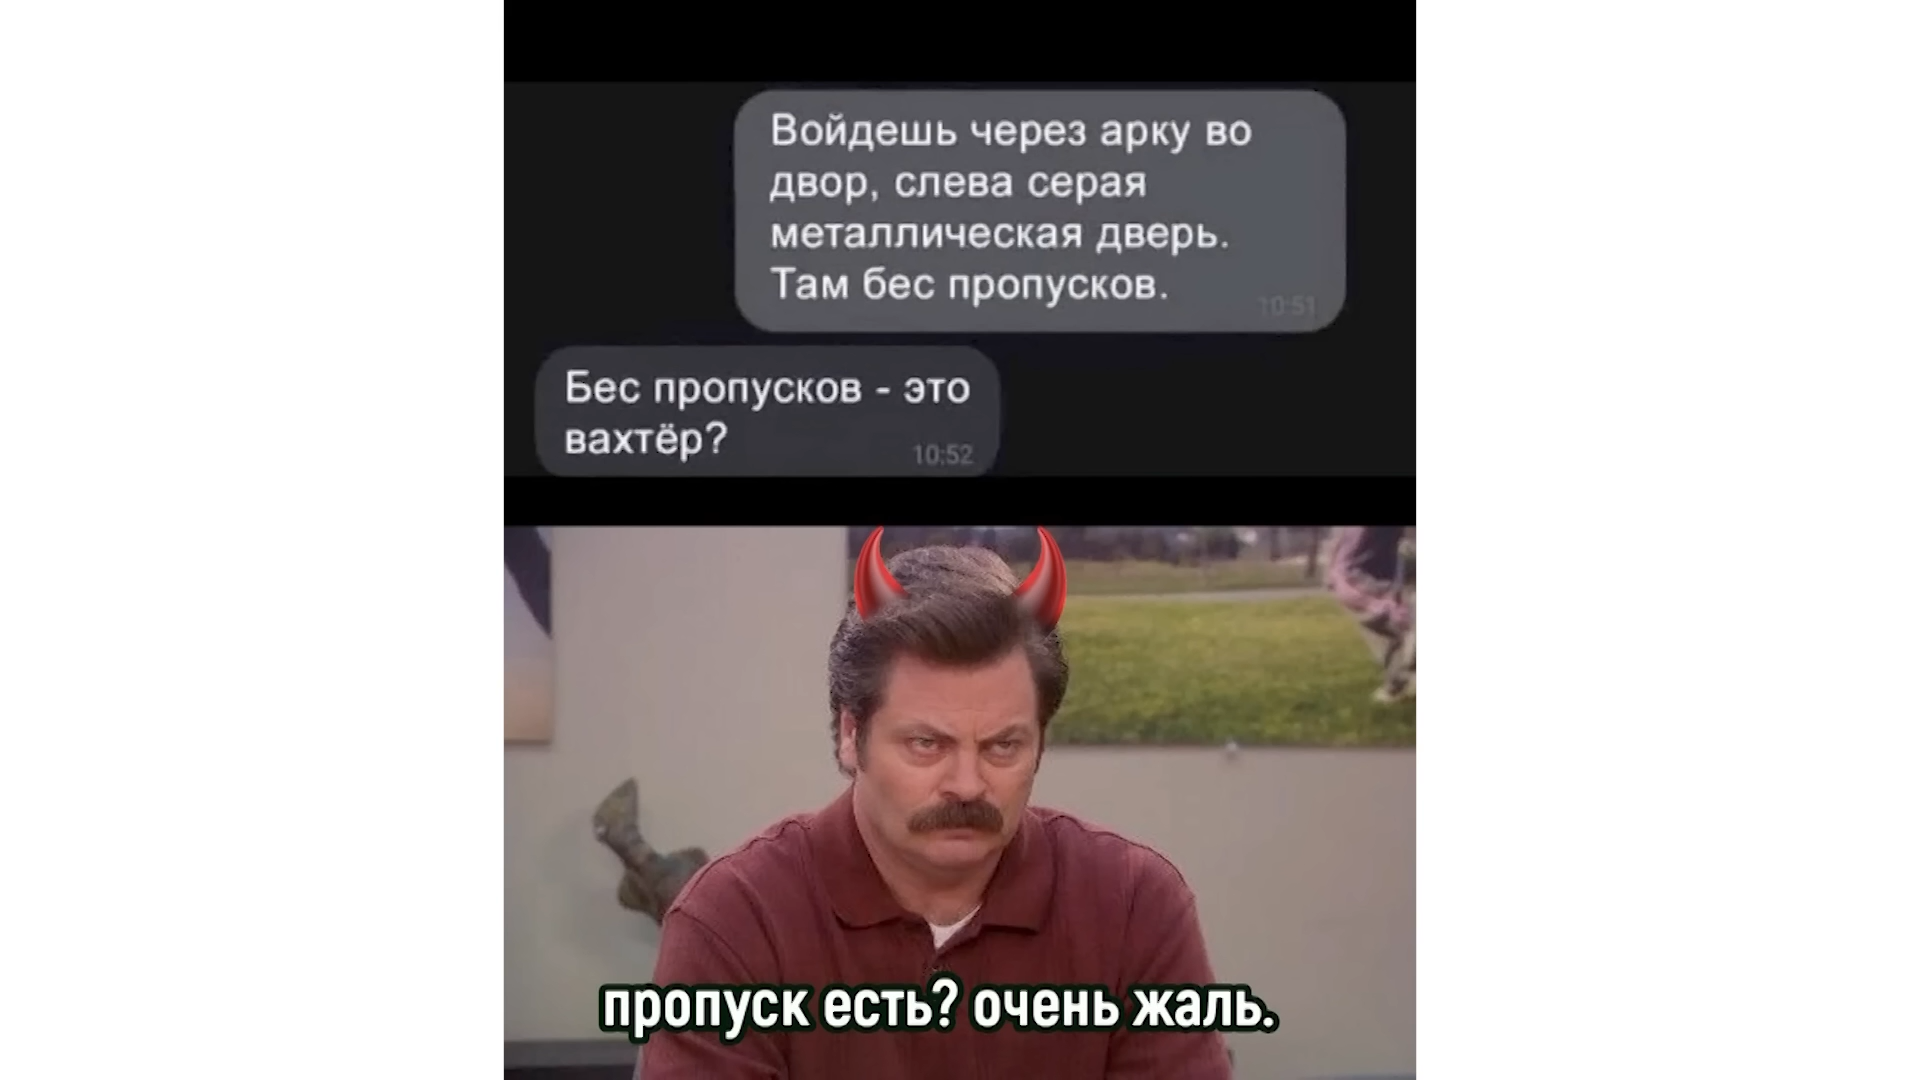 Войдешь через арку во
двор, слева серая
металлическая дверь.
Там бес пропусков.
10:51
Бес пропусков - это
вахтёр?
10:52
пропуск есть? очень жаль.